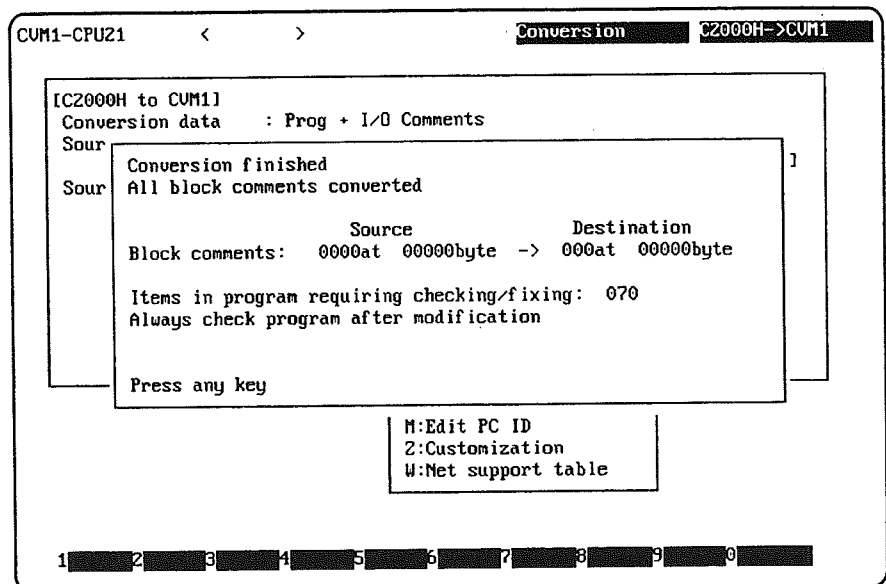 CVM1-CPU21 < > Conversion C2000H->CVM1
[C2000H to CVM1]
Conversion data : Prog + I/O Comments
Sour
]
Conversion finished
Sour
All block comments converted
Source Destination
Block comments: 0000at 00000byte -> 000at 00000byte
Items in program requiring checking/fixing: 070
Always check program after modification
Press any key
M:Edit PC ID
Z:Customization
W:Net support table
1 2 3 4 5 6 7 8 9 0